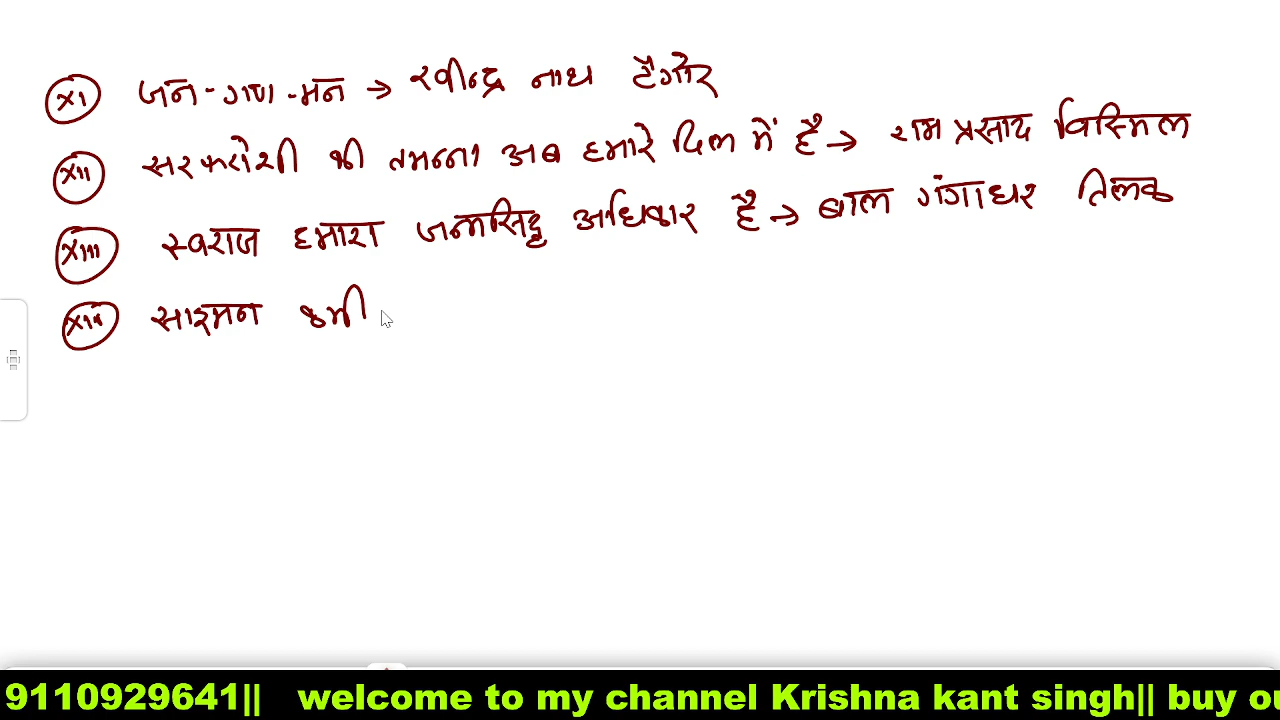 XI जन-गण-मन → रवीन्द्र नाथ टैगोर
XII सरफरोशी की तमन्ना अब हमारे दिल में है → राम प्रसाद विस्मिल
XIII स्वराज हमारा जन्मसिद्ध अधिकार है → बाल गंगाधर तिलक
XIV साइमन कमी
9110929641|| welcome to my channel Krishna kant singh|| buy ou